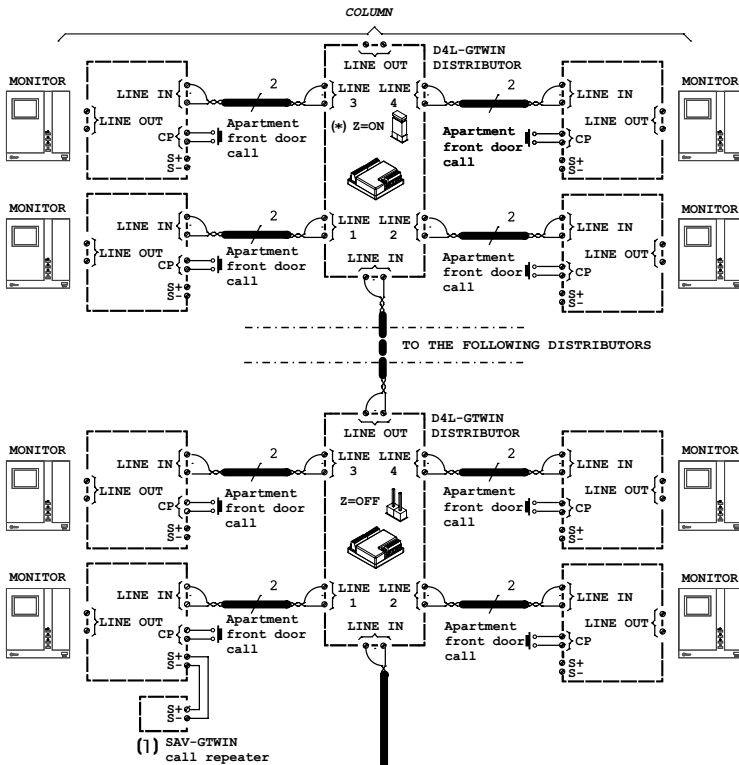 COLUMN
D4L-GTWIN
DISTRIBUTOR
LINE OUT
MONITOR
LINE IN
LINE OUT
CP
S+
S-
2
Apartment
front door
call
LINE LINE
3 4
(*) Z=ON
2
Apartment
front door
call
LINE IN
LINE OUT
CP
S+
S-
MONITOR
MONITOR
LINE IN
LINE OUT
CP
S+
S-
2
Apartment
front door
call
LINE LINE
1 2
LINE IN
2
Apartment
front door
call
LINE IN
LINE OUT
CP
S+
S-
MONITOR
TO THE FOLLOWING DISTRIBUTORS
D4L-GTWIN
DISTRIBUTOR
LINE OUT
MONITOR
LINE IN
LINE OUT
CP
S+
S-
2
Apartment
front door
call
LINE LINE
3 4
Z=OFF
2
Apartment
front door
call
LINE IN
LINE OUT
CP
S+
S-
MONITOR
MONITOR
LINE IN
LINE OUT
CP
S+
S-
2
Apartment
front door
call
LINE LINE
1 2
LINE IN
2
Apartment
front door
call
LINE IN
LINE OUT
CP
S+
S-
MONITOR
S+
S-
(1) SAV-GTWIN
call repeater